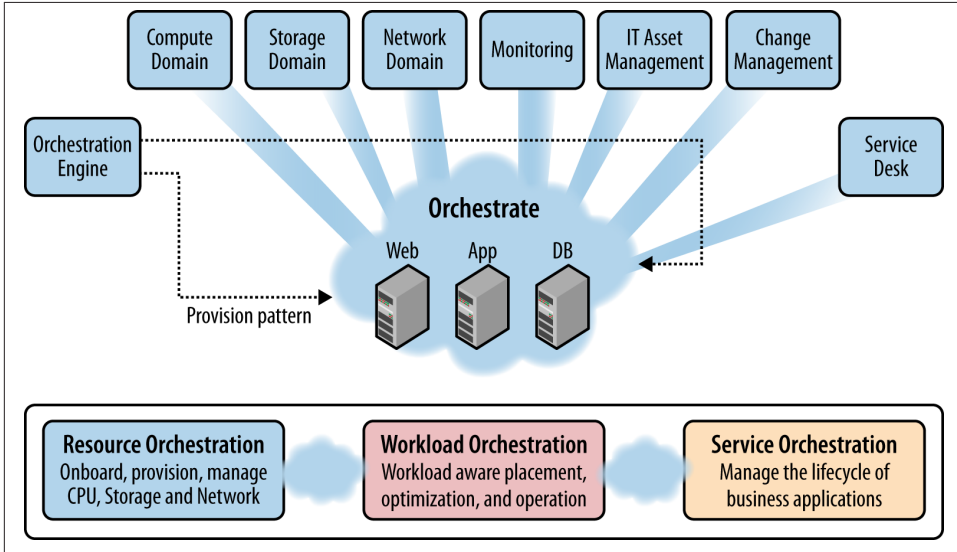 Compute
Domain
Storage
Domain
Network
Domain
Monitoring
IT Asset
Management
Change
Management
Orchestration
Engine
Service
Desk
Orchestrate
Web
App
DB
Provision pattern
Resource Orchestration
Onboard, provision, manage
CPU, Storage and Network
Workload Orchestration
Workload aware placement,
optimization, and operation
Service Orchestration
Manage the lifecycle of
business applications